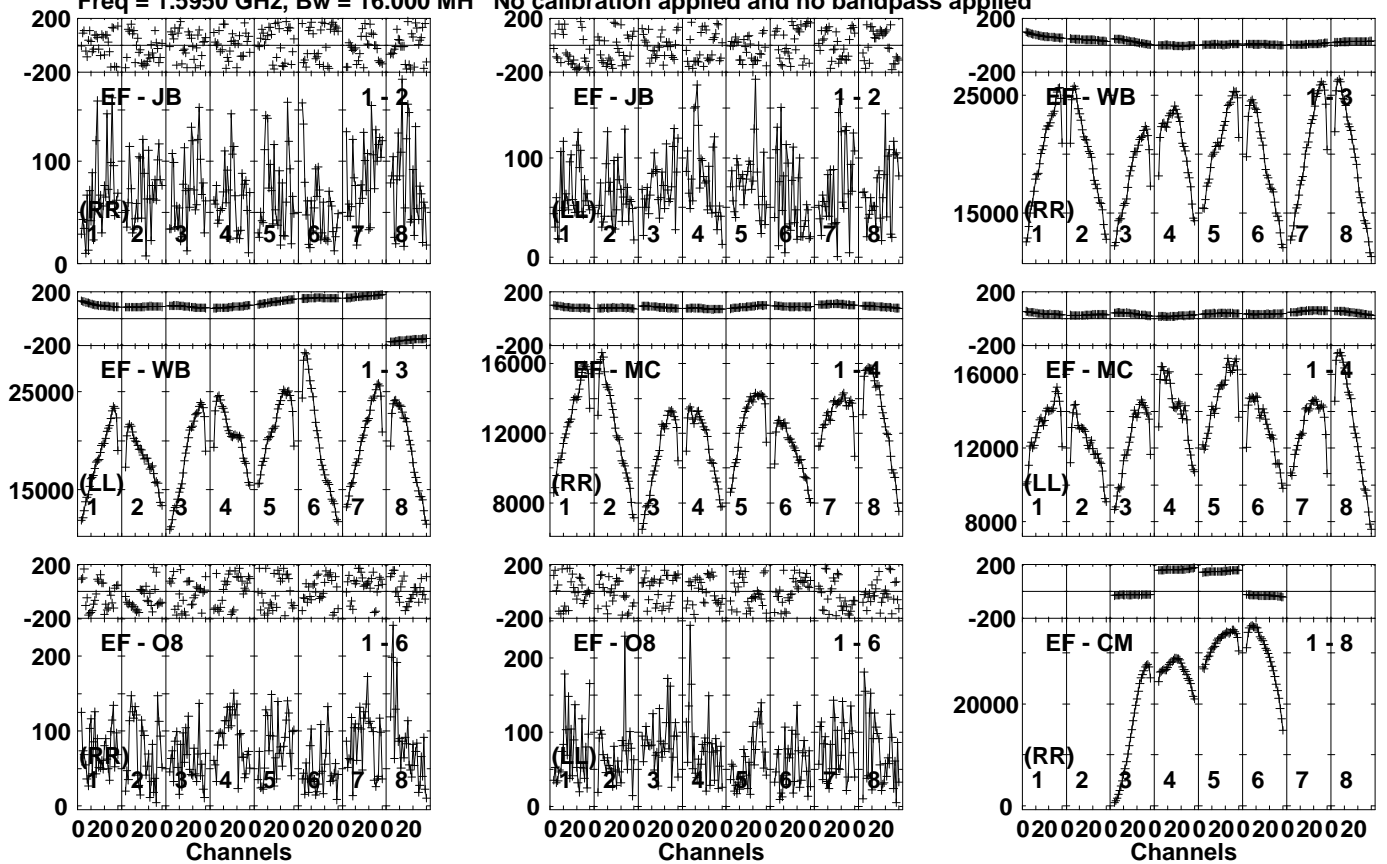 Freq = 1.5950 GHz, Bw = 16.000 MH No calibration applied and no bandpass applied
200
-200
EF - JB 1 - 2
100
(RR)
1 2 3 4 5 6 7 8
0
EF - JB 1 - 2
100
(LL)
1 2 3 4 5 6 7 8
0
200
-200
25000
EF - WB 1 - 3
15000
(RR)
1 2 3 4 5 6 7 8
200
-200
EF - WB 1 - 3
25000
15000
(LL)
1 2 3 4 5 6 7 8
200
-200
16000
EF - MC 1 - 4
12000
(RR)
8000
1 2 3 4 5 6 7 8
200
-200
EF - MC 1 - 4
16000
12000
(LL)
8000
1 2 3 4 5 6 7 8
200
-200
EF - O8 1 - 6
200
100
(RR)
1 2 3 4 5 6 7 8
0
020020020020020020020020
Channels
200
-200
EF - O8 1 - 6
200
100
(LL)
1 2 3 4 5 6 7 8
0
020020020020020020020020
Channels
200
-200
EF - CM 1 - 8
20000
(RR)
1 2 3 4 5 6 7 8
0
020020020020020020020020
Channels